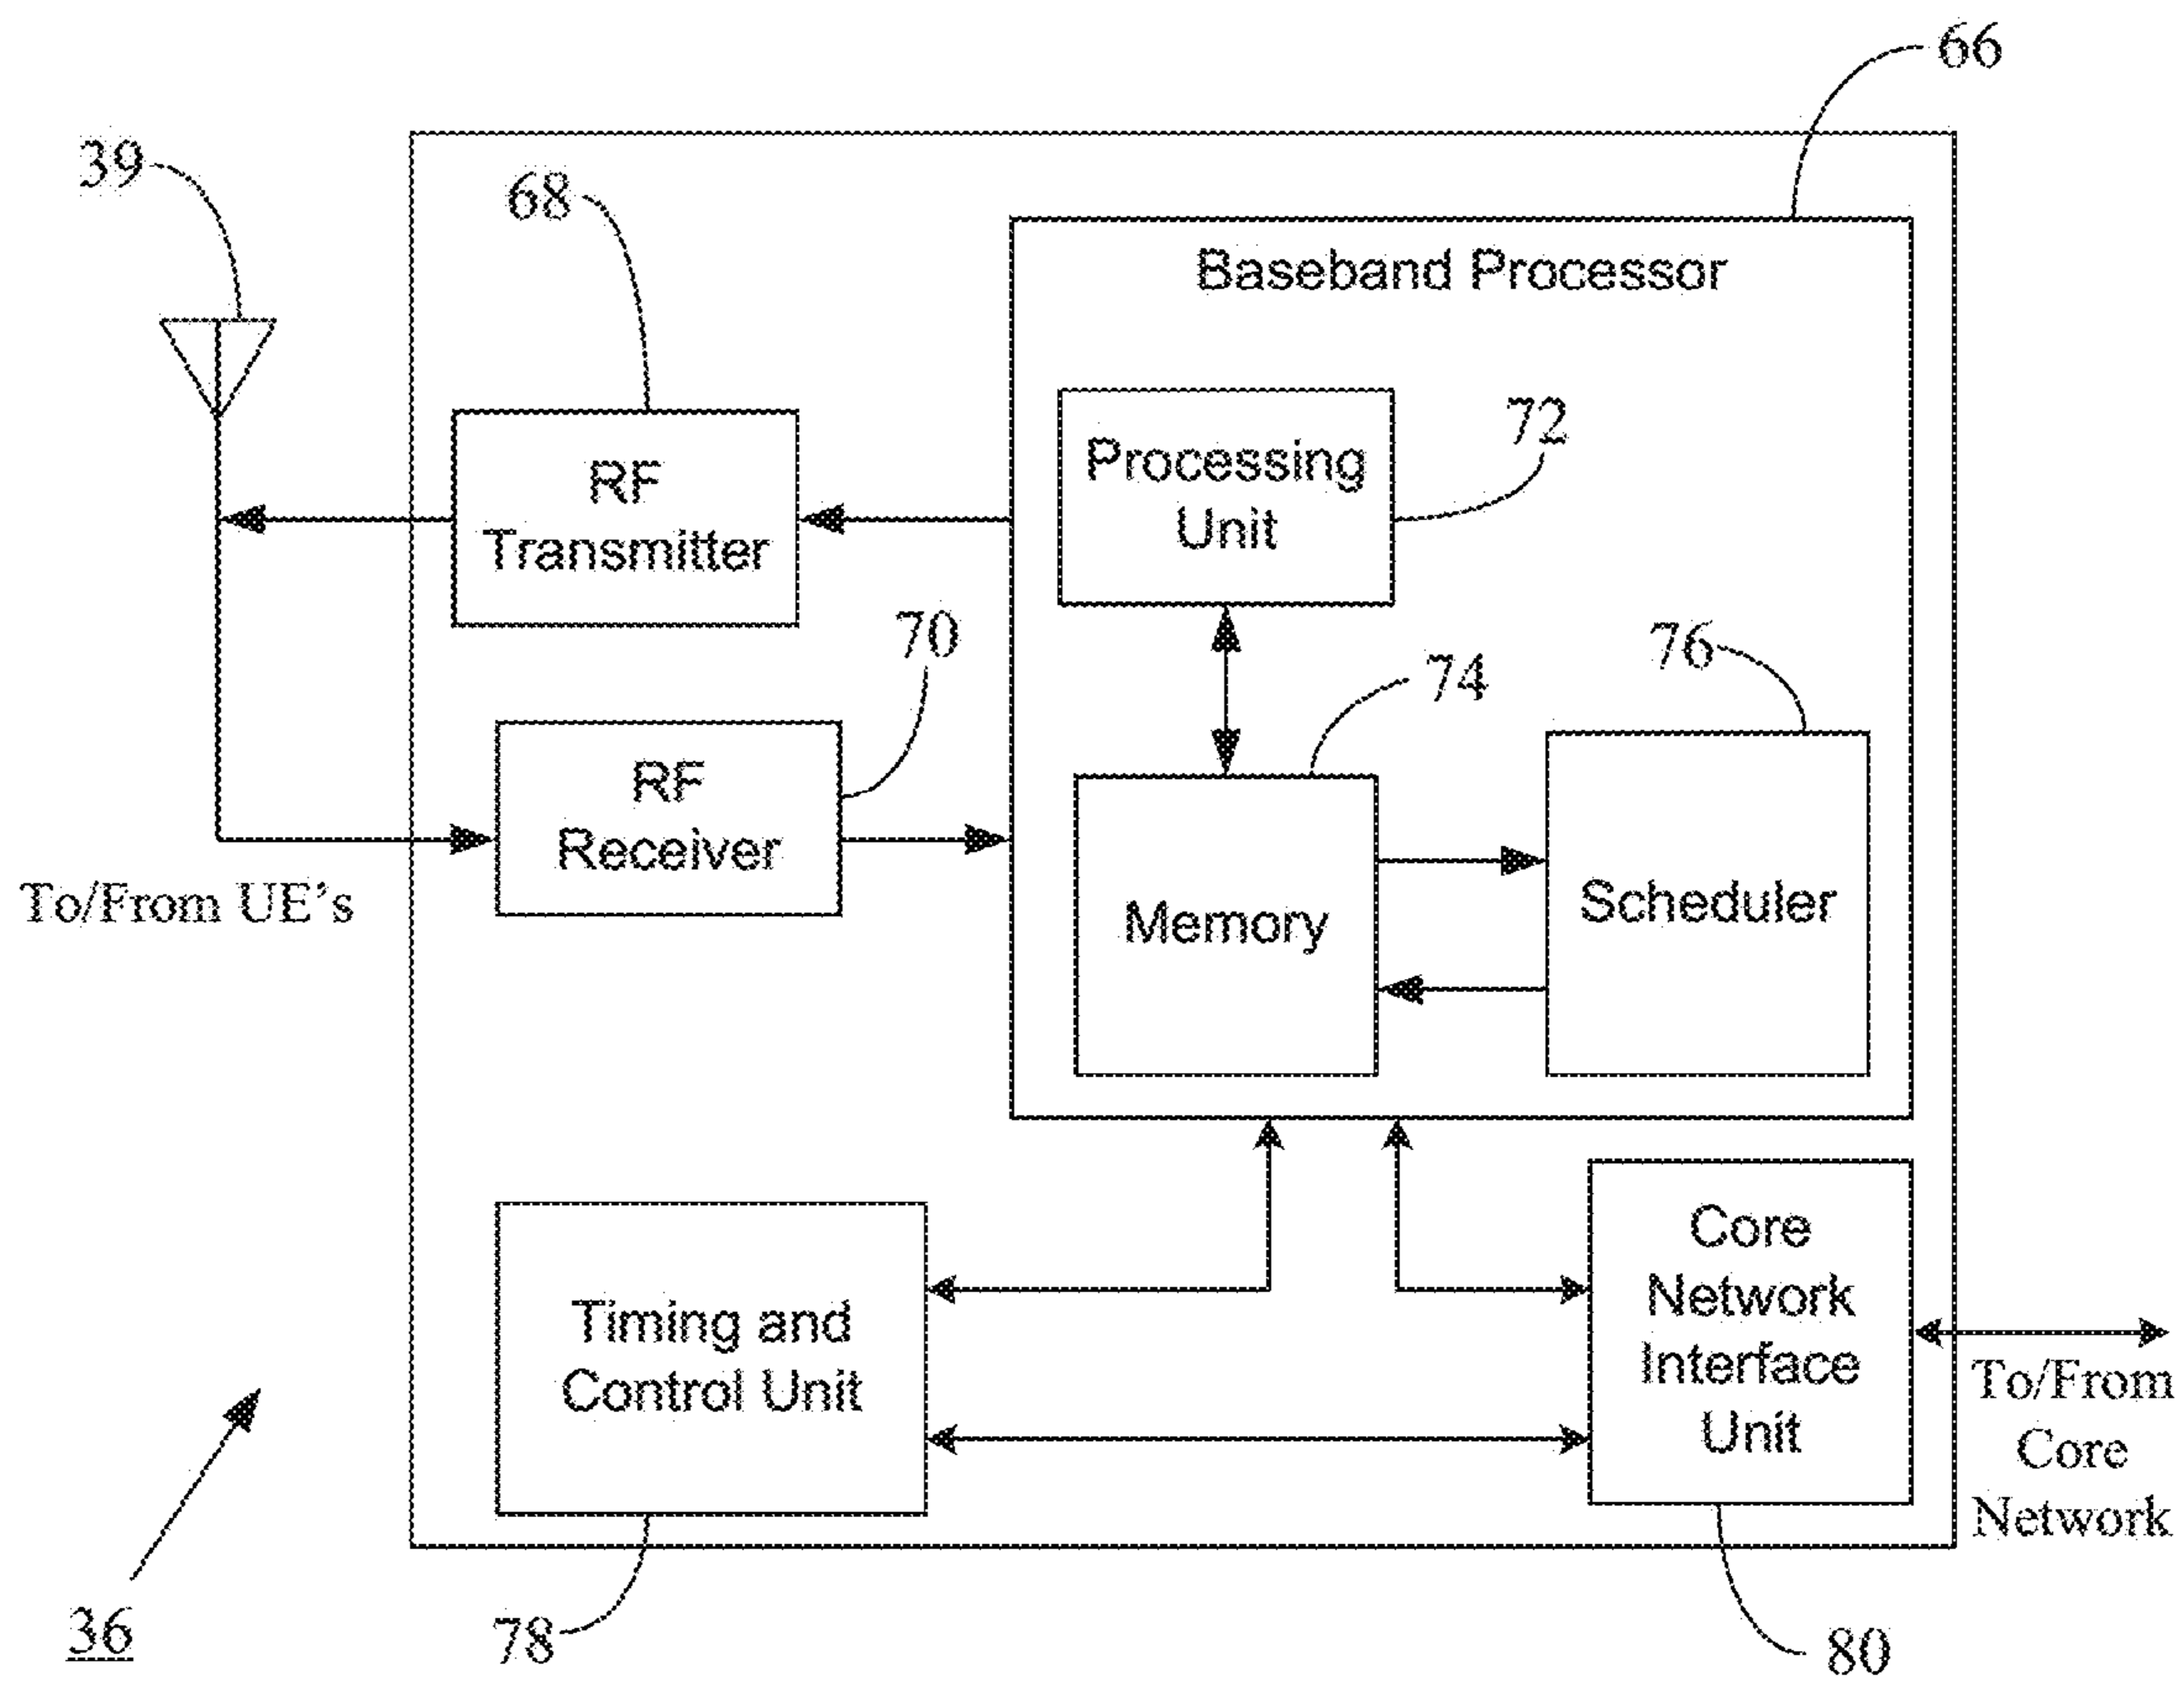 66
39
68
Baseband Processor
72
Processing
Unit
RF
Transmitter
70
76
74
RF
Receiver
To/From UE's
Memory
Scheduler
Core
Network
Interface
Unit
Timing and
Control Unit
To/From
Core
Network
36
78
80